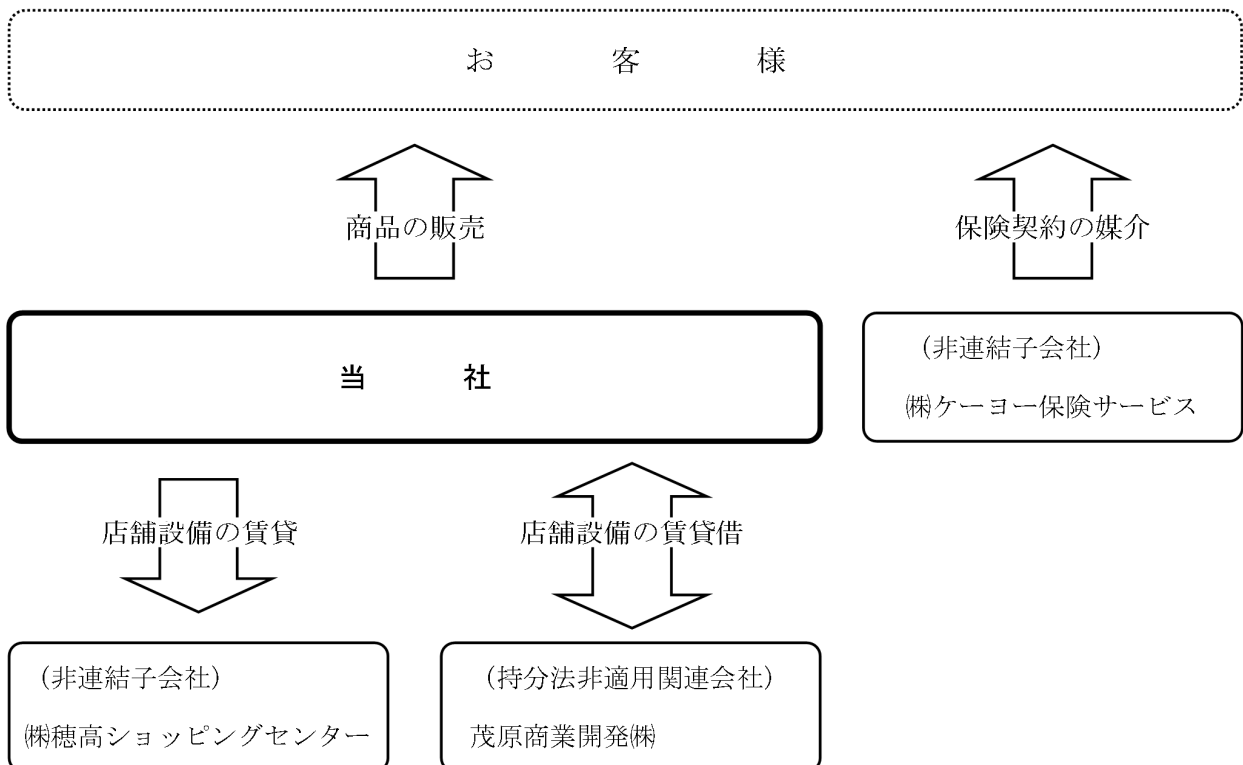 お客様
商品の販売
保険契約の媒介
当社
(非連結子会社)
㈱ケーヨー保険サービス
店舗設備の賃貸
店舗設備の賃貸借
(非連結子会社)
㈱穂高ショッピングセンター
(持分法非適用関連会社)
茂原商業開発㈱